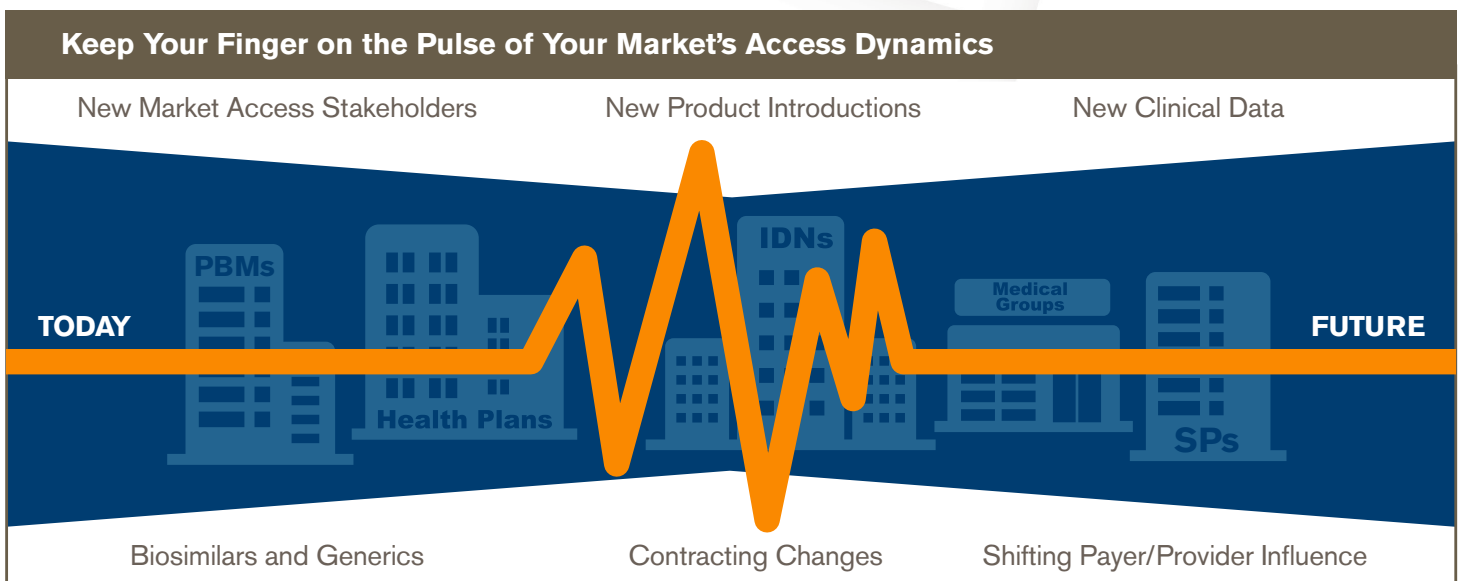 Keep Your Finger on the Pulse of Your Market's Access Dynamics
New Market Access Stakeholders
New Product Introductions
New Clinical Data
PBMs
IDNs
Medical
Groups
TODAY
FUTURE
Health Plans
SPs
Biosimilars and Generics
Contracting Changes
Shifting Payer/Provider Influence